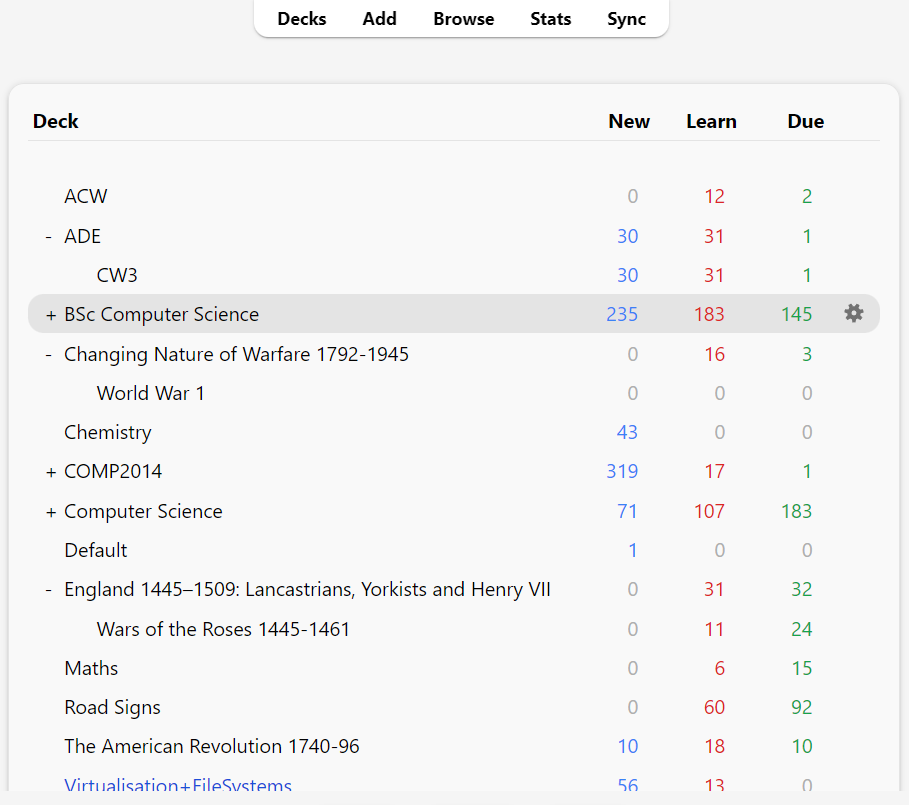 Decks Add Browse Stats Sync
Deck New Learn Due
ACW 0 12 2
- ADE 30 31 1
CW3 30 31 1
+ BSc Computer Science 235 183 145
- Changing Nature of Warfare 1792-1945 0 16 3
World War 1 0 0 0
Chemistry 43 0 0
+ COMP2014 319 17 1
+ Computer Science 71 107 183
Default 1 0 0
- England 1445–1509: Lancastrians, Yorkists and Henry VII 0 31 32
Wars of the Roses 1445-1461 0 11 24
Maths 0 6 15
Road Signs 0 60 92
The American Revolution 1740-96 10 18 10
Virtualisation+FileSystems 56 13 0